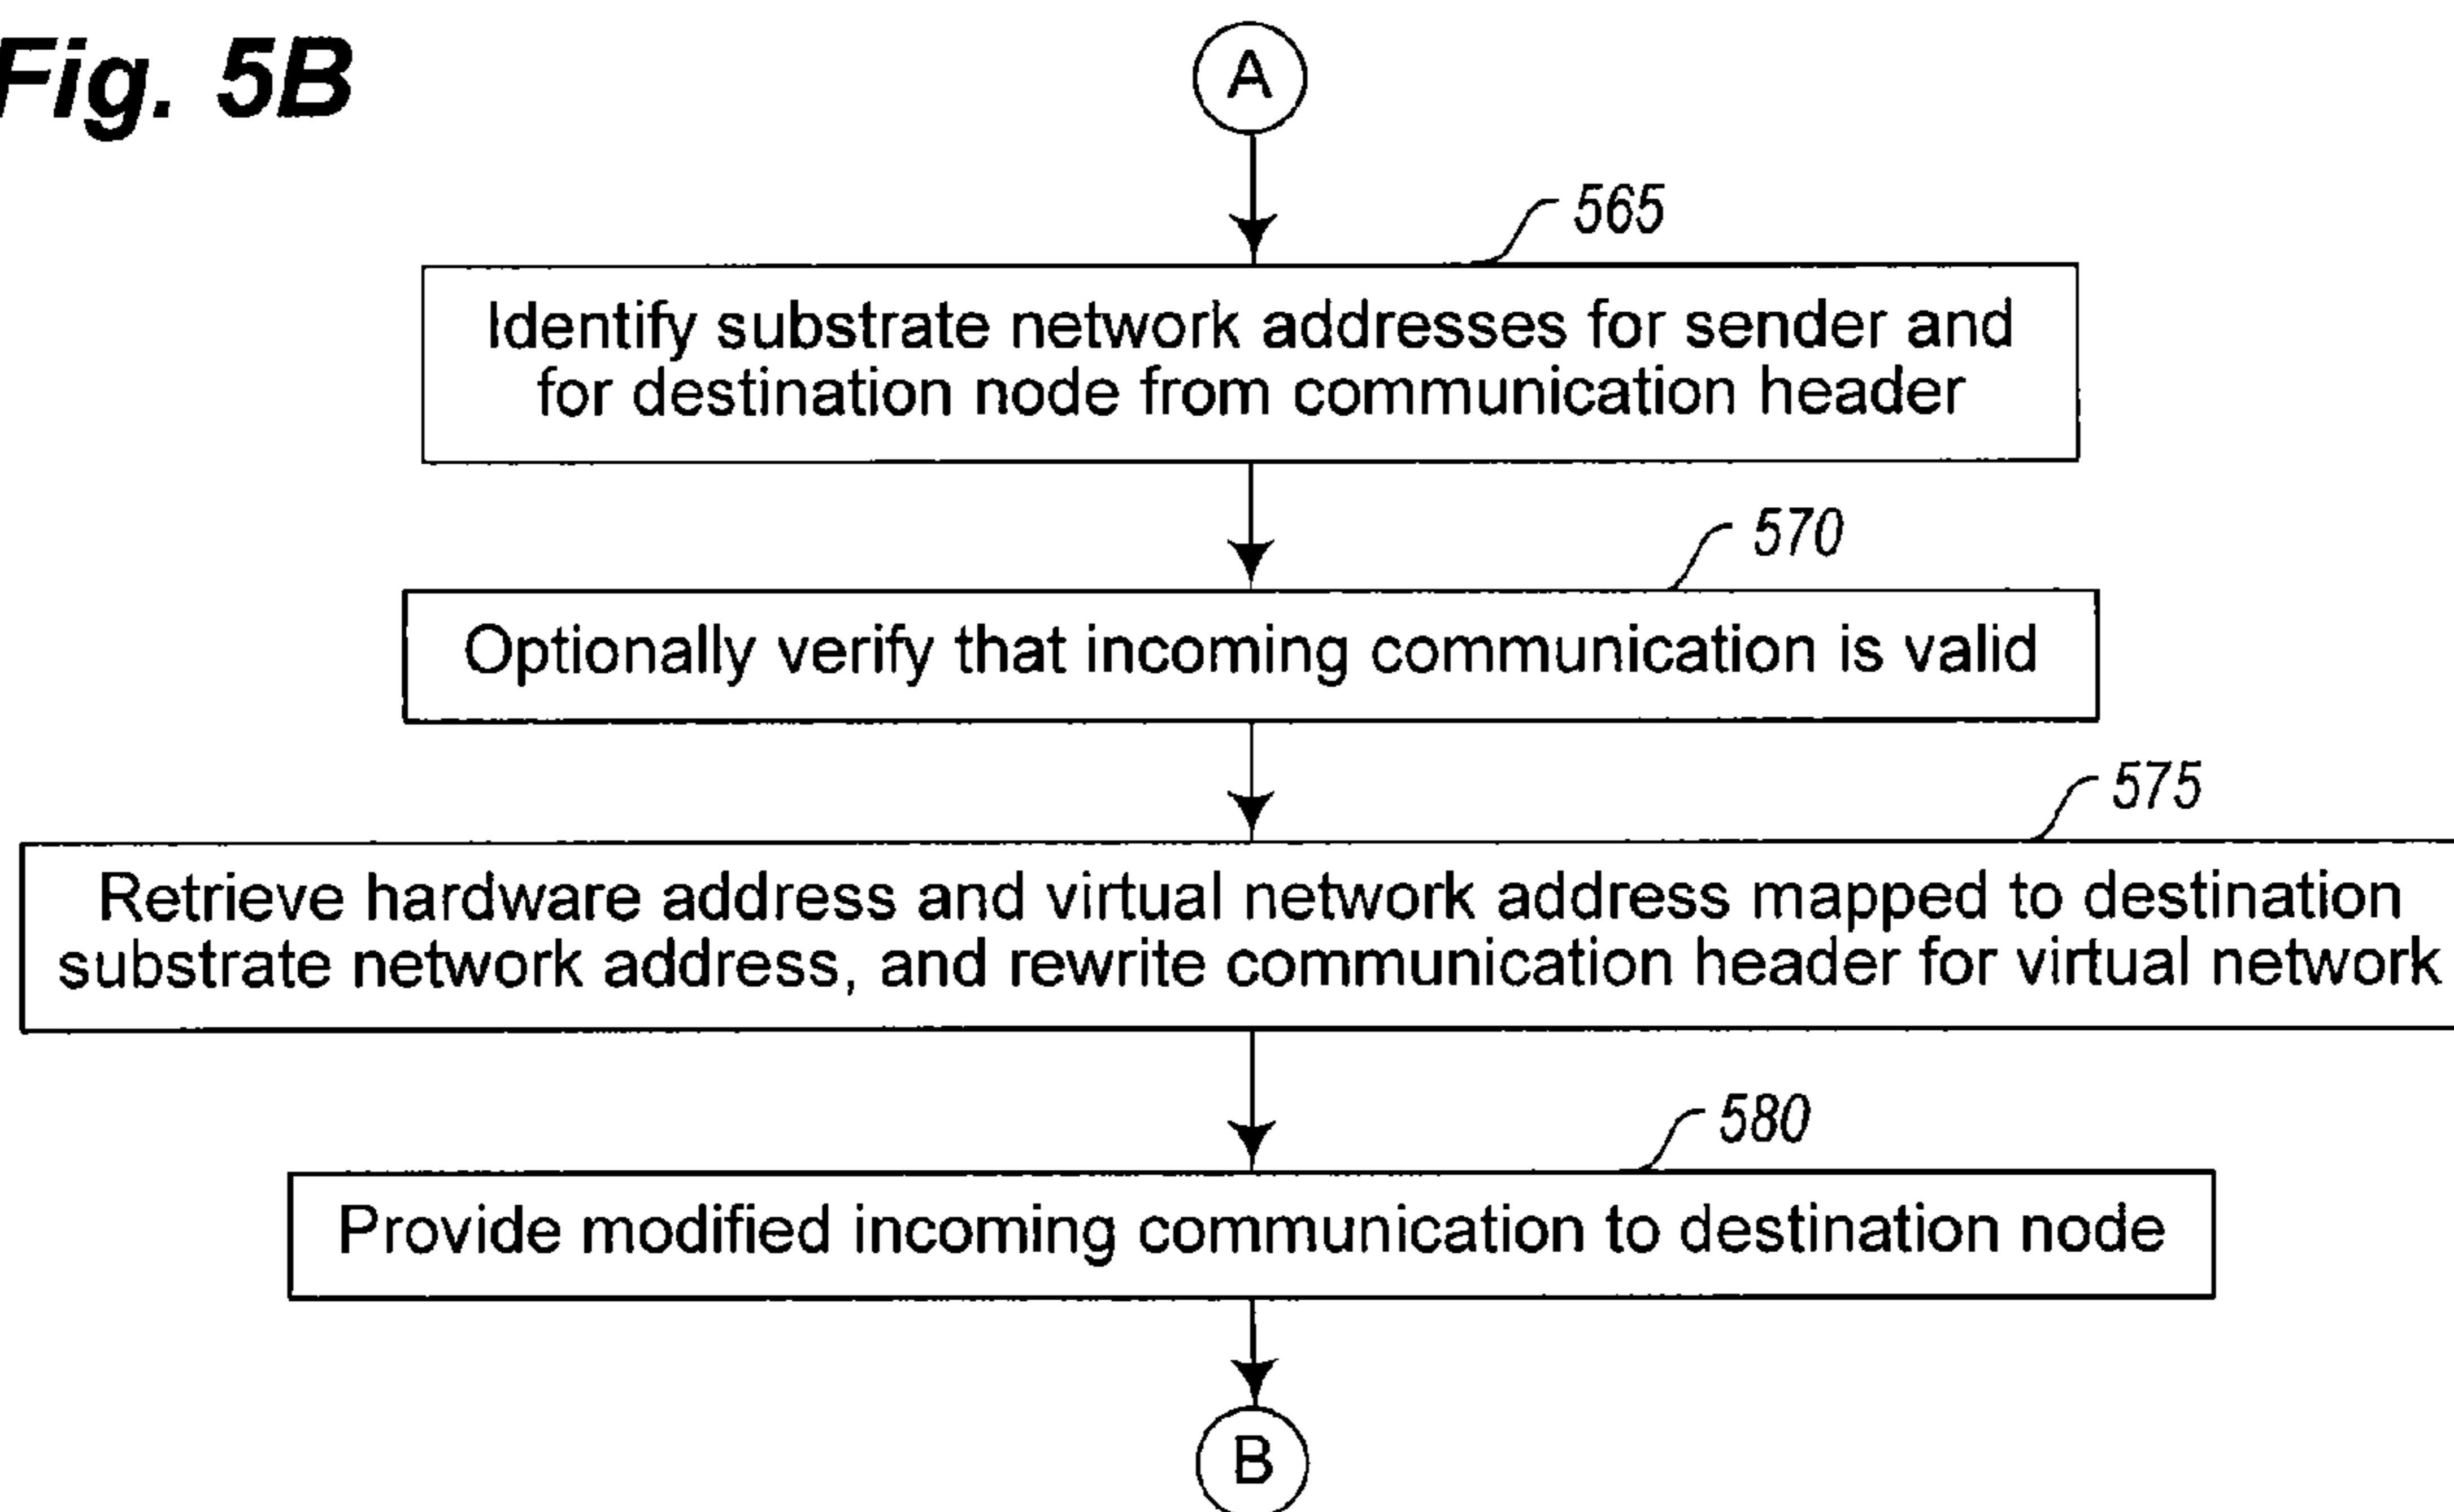 Fig. 5B
A
565
Identify substrate network addresses for sender and
for destination node from communication header
570
Optionally verify that incoming communication is valid
575
Retrieve hardware address and virtual network address mapped to destination
substrate network address, and rewrite communication header for virtual network
580
Provide modified incoming communication to destination node
B